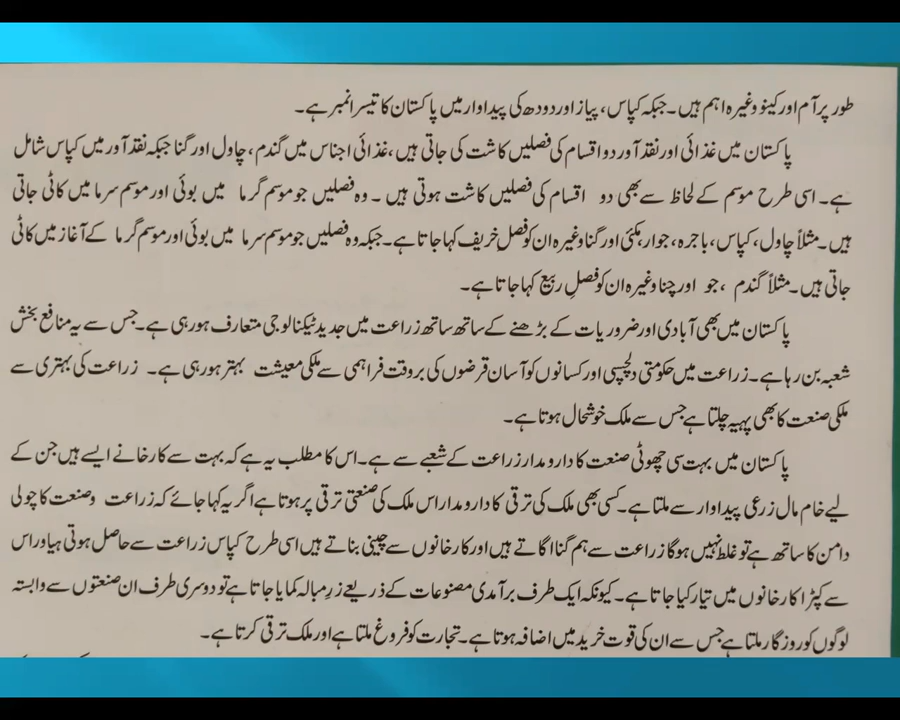 طور پر آم اور کینو وغیرہ اہم ہیں۔ جبکہ کپاس، پیاز اور دودھ کی پیداوار میں پاکستان کا تیسرا نمبر ہے۔
پاکستان میں غذائی اور نقد آور دو اقسام کی فصلیں کاشت کی جاتی ہیں، غذائی اجناس میں گندم، چاول اور گنا جبکہ نقد آور میں کپاس شامل
ہے۔ اسی طرح موسم کے لحاظ سے بھی دو اقسام کی فصلیں کاشت ہوتی ہیں ۔ وہ فصلیں جو موسم گرما میں بوئی اور موسم سرما میں کاٹی جاتی
ہیں۔ مثلاً چاول، کپاس، باجرہ، جوار، مکئی اور گنا وغیرہ ان کو فصل خریف کہا جاتا ہے۔ جبکہ وہ فصلیں جو موسم سرما میں بوئی اور موسم گرما کے آغاز میں کاٹی
جاتی ہیں۔ مثلاً گندم ، جو اور چنا وغیرہ ان کو فصلِ ربیع کہا جاتا ہے۔
پاکستان میں بھی آبادی اور ضروریات کے بڑھنے کے ساتھ ساتھ زراعت میں جدید ٹیکنالوجی متعارف ہو رہی ہے۔ جس سے یہ منافع بخش
شعبہ بن رہا ہے۔ زراعت میں حکومتی دلچسپی اور کسانوں کو آسان قرضوں کی بروقت فراہمی سے ملکی معیشت بہتر ہو رہی ہے۔ زراعت کی بہتری سے
ملکی صنعت کا بھی پہیہ چلتا ہے جس سے ملک خوشحال ہوتا ہے۔
پاکستان میں بہت سی چھوٹی صنعت کا دارومدار زراعت کے شعبے سے ہے۔ اس کا مطلب یہ ہے کہ بہت سے کارخانے ایسے ہیں جن کے
لیے خام مال زرعی پیداوار سے ملتا ہے۔ کسی بھی ملک کی ترقی کا دارومدار اس ملک کی صنعتی ترقی پر ہوتا ہے اگر یہ کہا جائے کہ زراعت و صنعت کا چولی
دامن کا ساتھ ہے تو غلط نہیں ہوگا زراعت سے ہم گنا اگاتے ہیں اور کارخانوں سے چینی بناتے ہیں اسی طرح کپاس زراعت سے حاصل ہوتی ہیاور اس
سے کپڑا کارخانوں میں تیار کیا جاتا ہے۔ کیونکہ ایک طرف برآمدی مصنوعات کے ذریعے زرِ مبالہ کمایا جاتا ہے تو دوسری طرف ان صنعتوں سے وابستہ
لوگوں کو روزگار ملتا ہے جس سے ان کی قوت خرید میں اضافہ ہوتا ہے۔ تجارت کو فروغ ملتا ہے اور ملک ترقی کرتا ہے۔